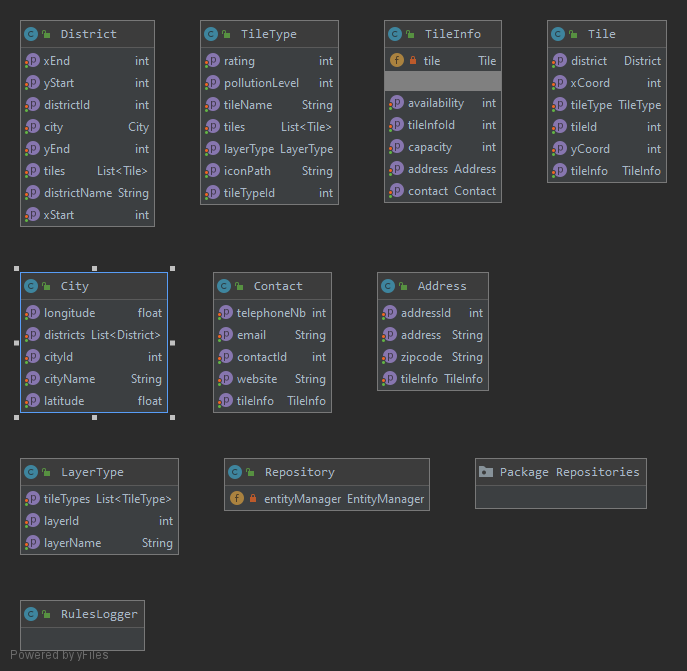 District
xEnd int
yStart int
districtId int
city City
yEnd int
tiles List<Tile>
districtName String
xStart int
TileType
rating int
pollutionLevel int
tileName String
tiles List<Tile>
layerType LayerType
iconPath String
tileTypeId int
TileInfo
tile Tile
availability int
tileInfoId int
capacity int
address Address
contact Contact
Tile
district District
xCoord int
tileType TileType
tileId int
yCoord int
tileInfo TileInfo
City
longitude float
districts List<District>
cityId int
cityName String
latitude float
Contact
telephoneNb int
email String
contactId int
website String
tileInfo TileInfo
Address
addressId int
address String
zipcode String
tileInfo TileInfo
LayerType
tileTypes List<TileType>
layerId int
layerName String
Repository
entityManager EntityManager
Package Repositories
RulesLogger
Powered by yFiles